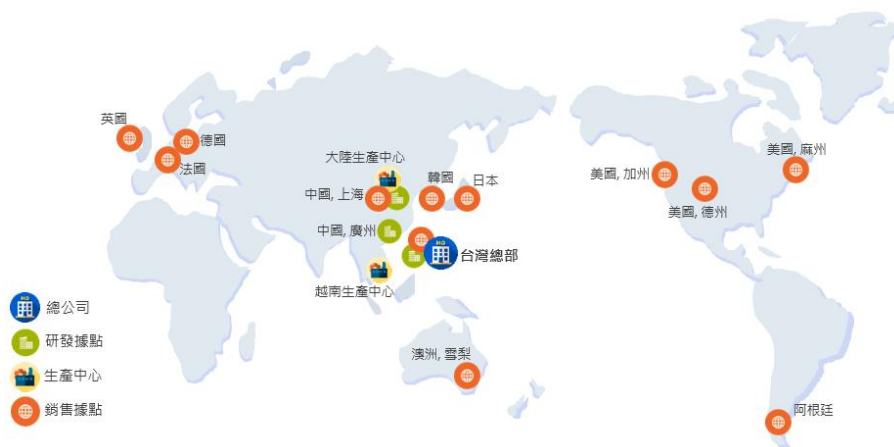 英國
德國
法國
大陸生產中心
中國, 上海
韓國
日本
中國, 廣州
台灣總部
越南生產中心
澳洲, 雪梨
美國, 加州
美國, 德州
美國, 麻州
阿根廷
HQ
總公司
研發據點
生產中心
銷售據點